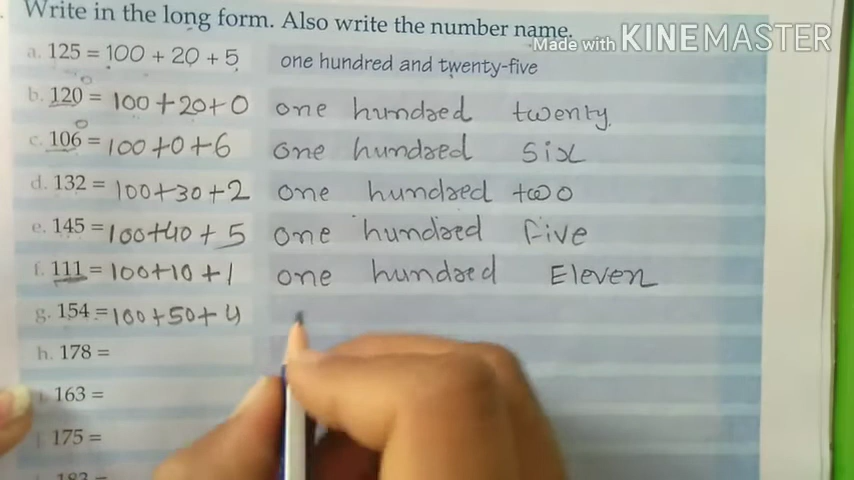 Write in the long form. Also write the number name.
Made with KINEMASTER
a. 125 = 100 + 20 + 5 one hundred and twenty-five
b. 120 = 100+20+0 one hundred twenty
c. 106 = 100+0+6 one hundred six
d. 132 = 100+30+2 one hundred two
e. 145 = 100+40+5 one hundred five
f. 111 = 100+10+1 one hundred Eleven
g. 154 = 100+50+4
h. 178 =
163 =
175 =